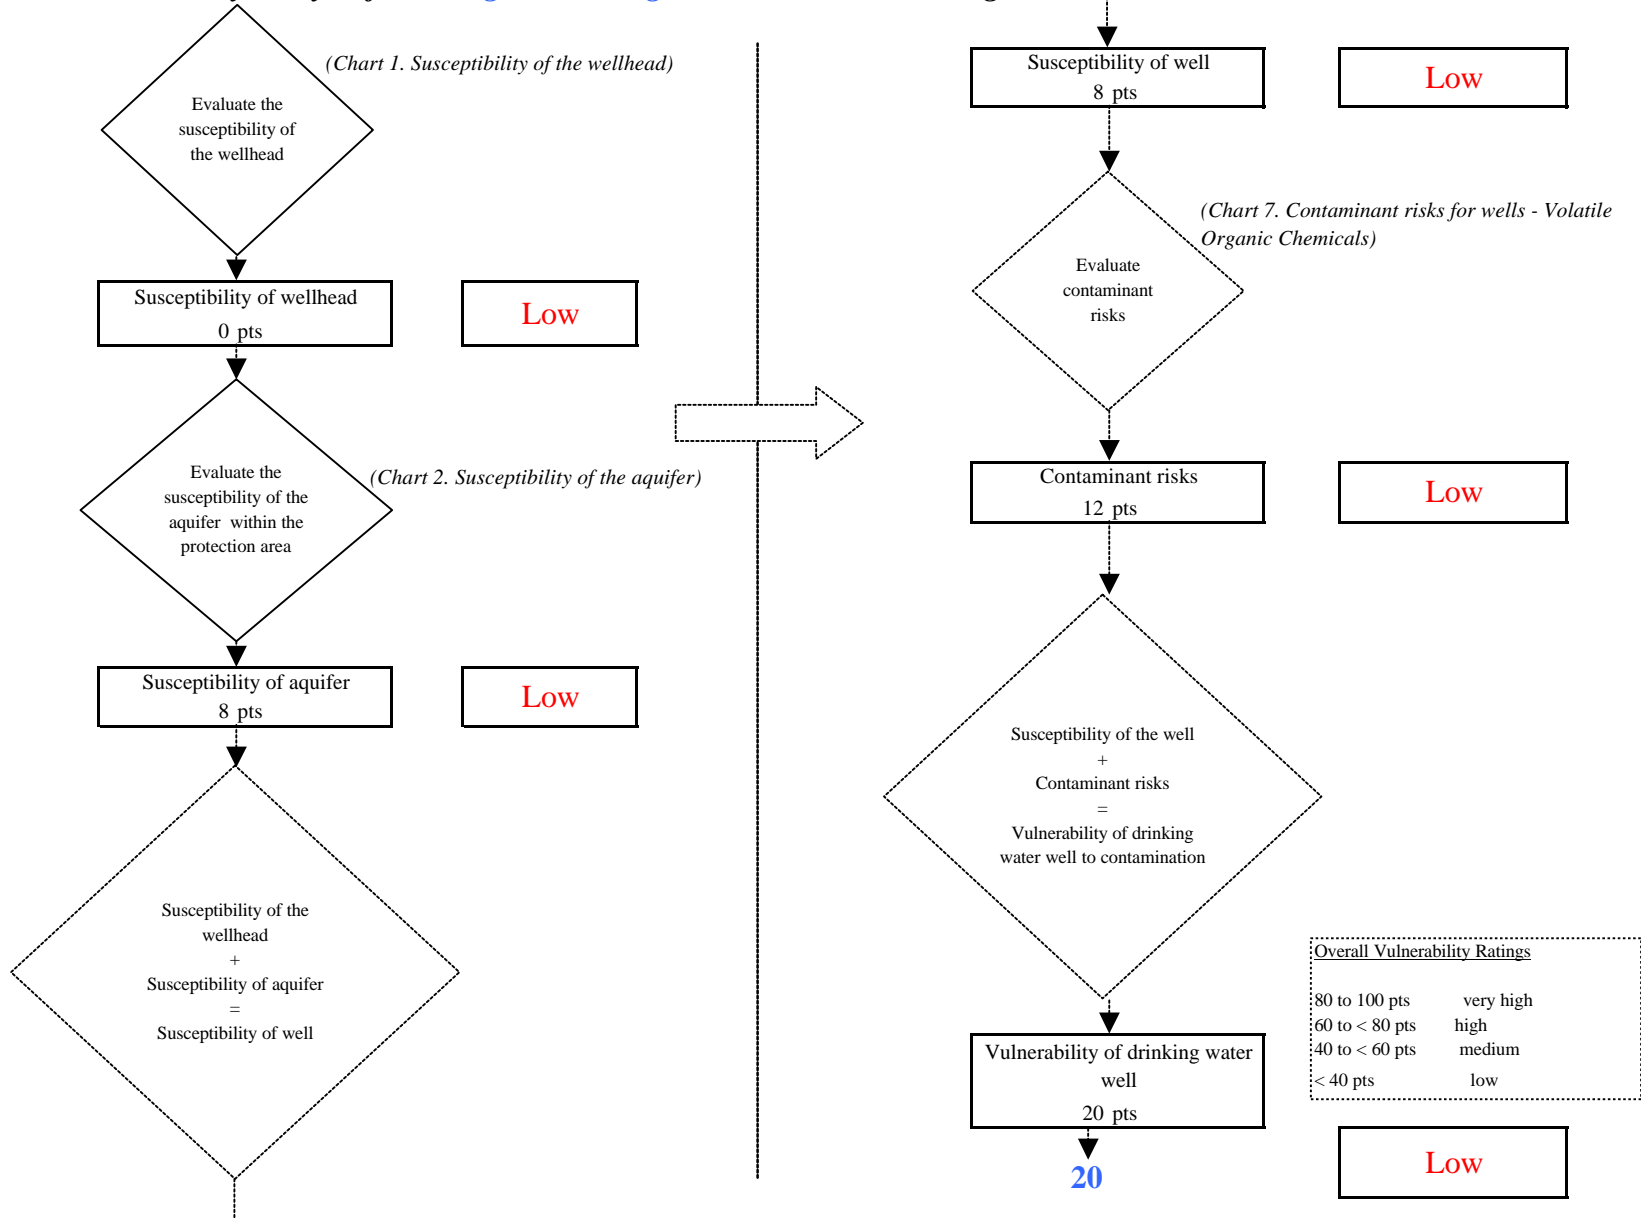 (Chart 1. Susceptibility of the wellhead)
Evaluate the
susceptibility of
the wellhead
Susceptibility of wellhead
0 pts
Low
Evaluate the
susceptibility of the
aquifer within the
protection area
(Chart 2. Susceptibility of the aquifer)
Susceptibility of aquifer
8 pts
Low
Susceptibility of the
wellhead
+
Susceptibility of aquifer
=
Susceptibility of well
Susceptibility of well
8 pts
Low
(Chart 7. Contaminant risks for wells - Volatile
Organic Chemicals)
Evaluate
contaminant
risks
Contaminant risks
12 pts
Low
Susceptibility of the well
+
Contaminant risks
=
Vulnerability of drinking
water well to contamination
Overall Vulnerability Ratings
80 to 100 pts very high
60 to < 80 pts high
40 to < 60 pts medium
< 40 pts low
Vulnerability of drinking water
well
20 pts
20
Low